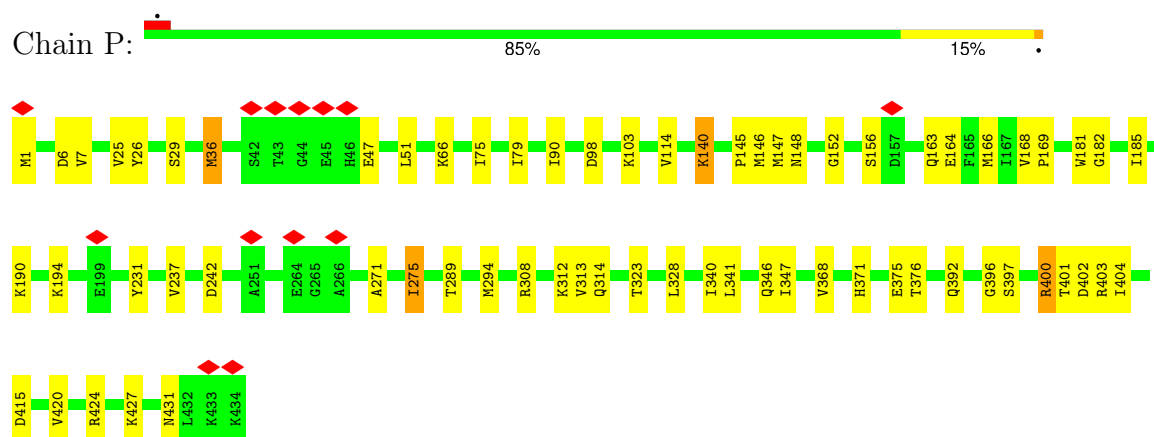 Chain P:
85% 15%
M1 D6 V7 V25 Y26 S29 M36 S42 T43 G44 E45 H46 E47 L51 K66 I75 I79 I90 D98 K103 V114 K140 P145 M146 M147 N148 G152 S156 D157 Q163 E164 F165 M166 I167 V168 P169 W181 G182 I185
K190 K194 E199 Y231 V237 D242 A251 E264 G265 A266 A271 I275 T289 M294 R308 K312 V313 Q314 T323 L328 I340 L341 Q346 I347 V368 H371 E375 T376 Q392 G396 S397 R400 T401 D402 R403 I404
D415 V420 R424 K427 N431 L432 K433 K434